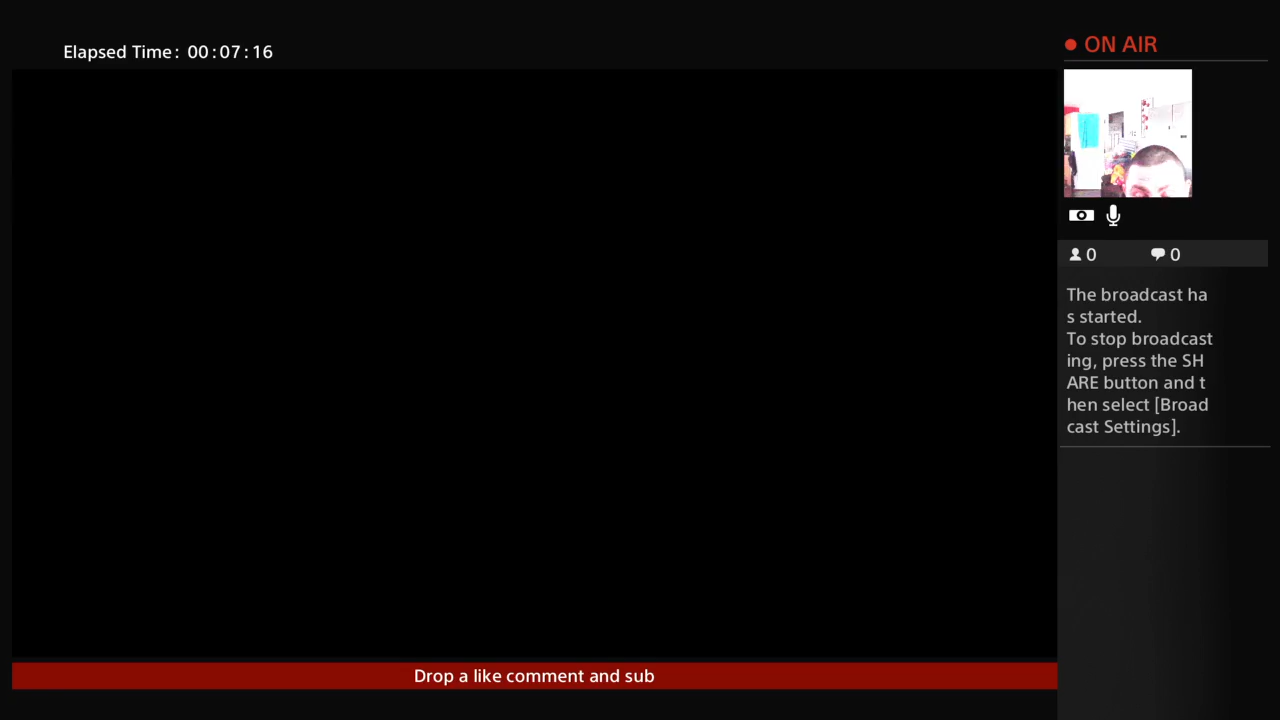 Elapsed Time: 00:07:16
ON AIR
0 0
The broadcast ha
s started.
To stop broadcast
ing, press the SH
ARE button and t
hen select [Broad
cast Settings].
Drop a like comment and sub